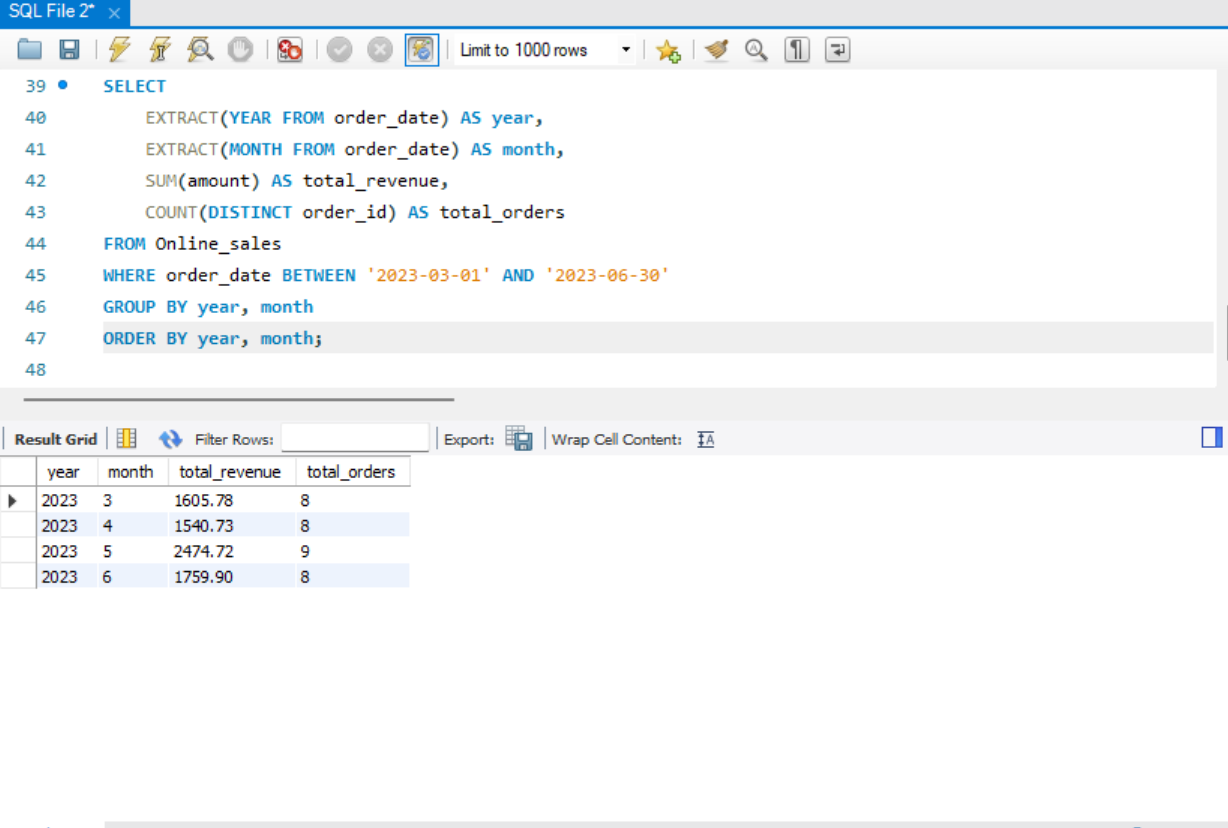 SQL File 2* ×
Limit to 1000 rows
39 SELECT
40 EXTRACT(YEAR FROM order_date) AS year,
41 EXTRACT(MONTH FROM order_date) AS month,
42 SUM(amount) AS total_revenue,
43 COUNT(DISTINCT order_id) AS total_orders
44 FROM Online_sales
45 WHERE order_date BETWEEN '2023-03-01' AND '2023-06-30'
46 GROUP BY year, month
47 ORDER BY year, month;
48
Result Grid Filter Rows: Export: Wrap Cell Content: IA
year month total_revenue total_orders
2023 3 1605.78 8
2023 4 1540.73 8
2023 5 2474.72 9
2023 6 1759.90 8